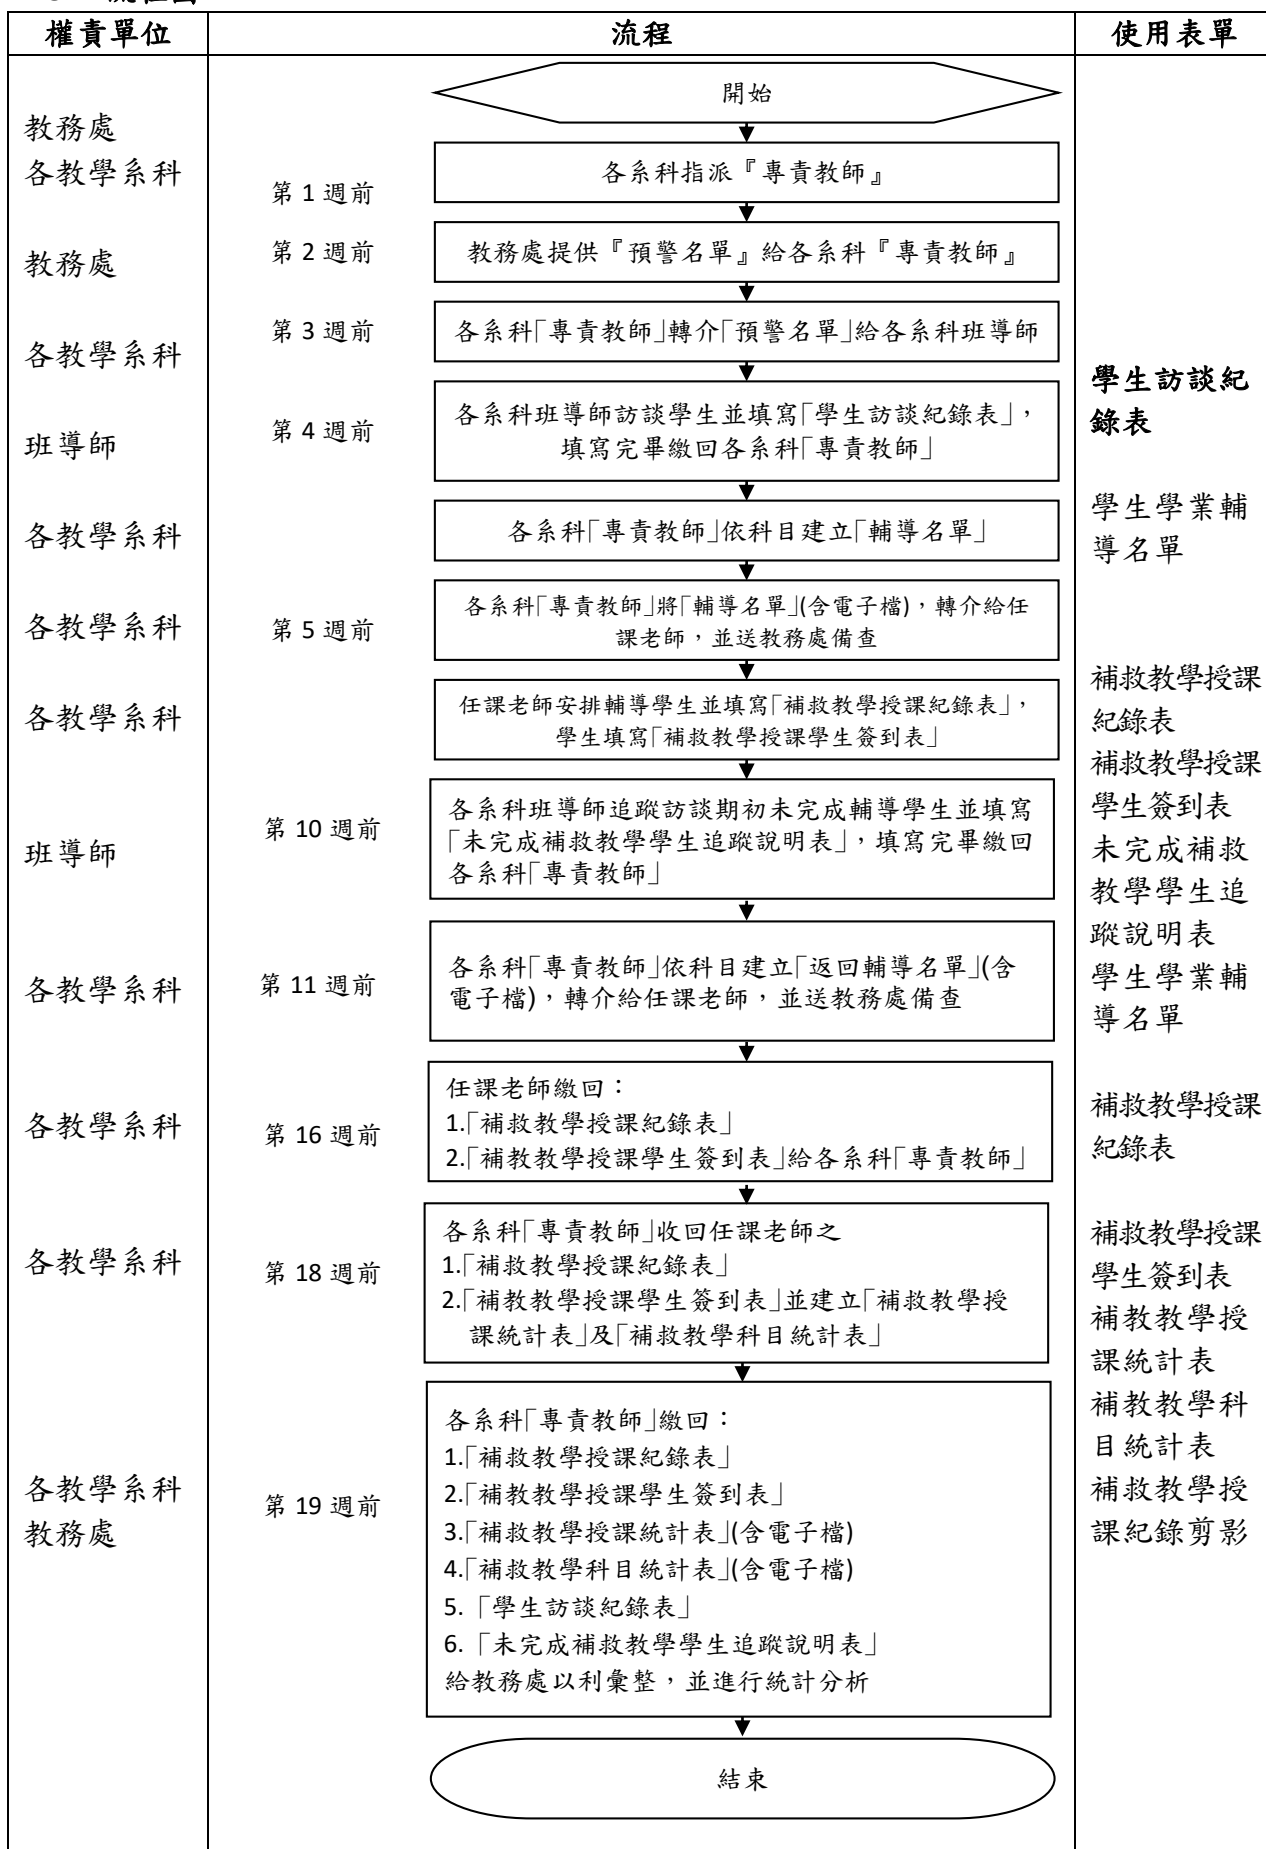 權責單位
流程
使用表單
開始
教務處
各教學系科
第 1 週前
各系科指派『專責教師』
教務處
第 2 週前
教務處提供『預警名單』給各系科『專責教師』
各教學系科
第 3 週前
各系科「專責教師」轉介「預警名單」給各系科班導師
班導師
第 4 週前
各系科班導師訪談學生並填寫「學生訪談紀錄表」，
填寫完畢繳回各系科「專責教師」
學生訪談紀
錄表
各教學系科
各系科「專責教師」依科目建立「輔導名單」
學生學業輔
導名單
各教學系科
第 5 週前
各系科「專責教師」將「輔導名單」(含電子檔)，轉介給任
課老師，並送教務處備查
各教學系科
任課老師安排輔導學生並填寫「補救教學授課紀錄表」，
學生填寫「補救教學授課學生簽到表」
補救教學授課
紀錄表
補救教學授課
學生簽到表
班導師
第 10 週前
各系科班導師追蹤訪談期初未完成輔導學生並填寫
「未完成補救教學學生追蹤說明表」，填寫完畢繳回
各系科「專責教師」
未完成補救
教學學生追
蹤說明表
各教學系科
第 11 週前
各系科「專責教師」依科目建立「返回輔導名單」(含
電子檔)，轉介給任課老師，並送教務處備查
學生學業輔
導名單
各教學系科
第 16 週前
任課老師繳回：
1.「補救教學授課紀錄表」
2.「補教教學授課學生簽到表」給各系科「專責教師」
補救教學授課
紀錄表
各教學系科
第 18 週前
各系科「專責教師」收回任課老師之
1.「補救教學授課紀錄表」
2.「補教教學授課學生簽到表」並建立「補救教學授
課統計表」及「補救教學科目統計表」
補救教學授課
學生簽到表
補教教學授
課統計表
補教教學科
目統計表
補救教學授
課紀錄剪影
各教學系科
教務處
第 19 週前
各系科「專責教師」繳回：
1.「補救教學授課紀錄表」
2.「補教教學授課學生簽到表」
3.「補救教學授課統計表」(含電子檔)
4.「補救教學科目統計表」(含電子檔)
5.「學生訪談紀錄表」
6.「未完成補救教學學生追蹤說明表」
給教務處以利彙整，並進行統計分析
結束